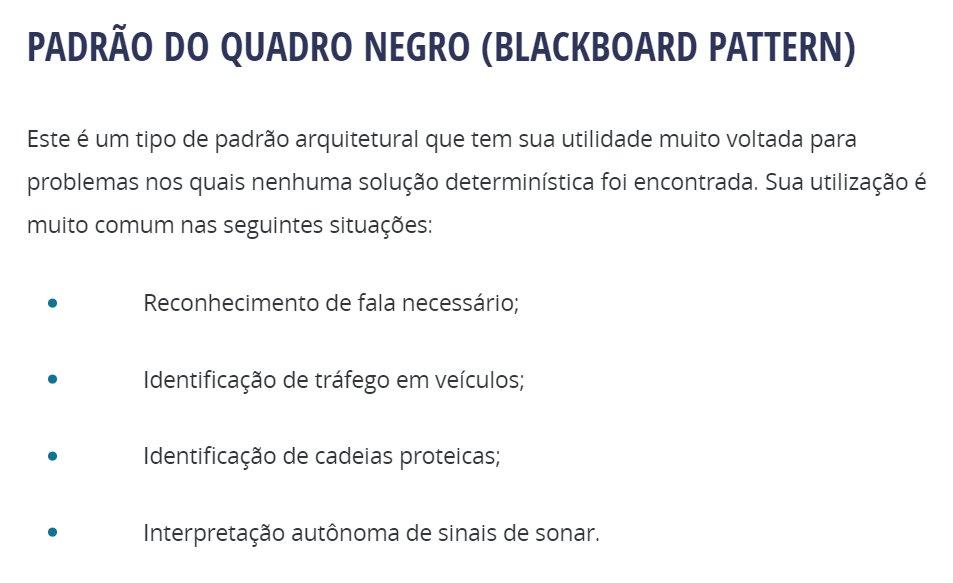 PADRÃO DO QUADRO NEGRO (BLACKBOARD PATTERN)
Este é um tipo de padrão arquitetural que tem sua utilidade muito voltada para
problemas nos quais nenhuma solução determinística foi encontrada. Sua utilização é
muito comum nas seguintes situações:
• Reconhecimento de fala necessário;
• Identificação de tráfego em veículos;
• Identificação de cadeias proteicas;
• Interpretação autônoma de sinais de sonar.